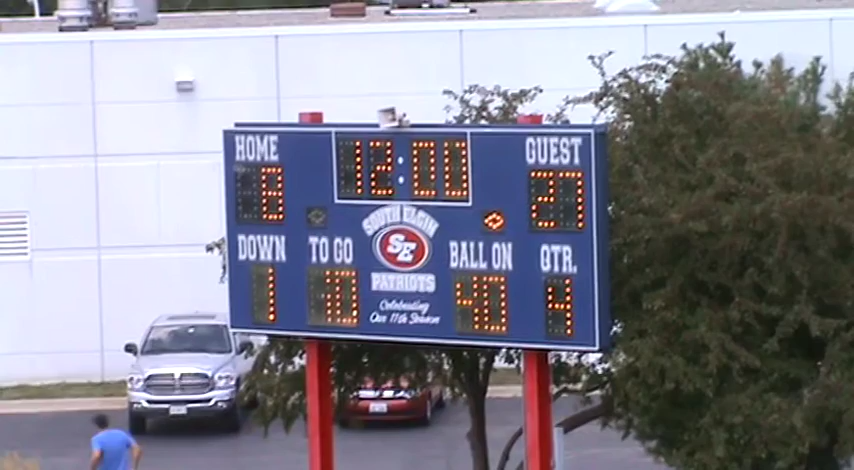 HOME 12:00 GUEST
8 27
SOUTH ELGIN
SE
PATRIOTS
DOWN TO GO BALL ON QTR.
1 10 40 4
Celebrating
Our 11th Season